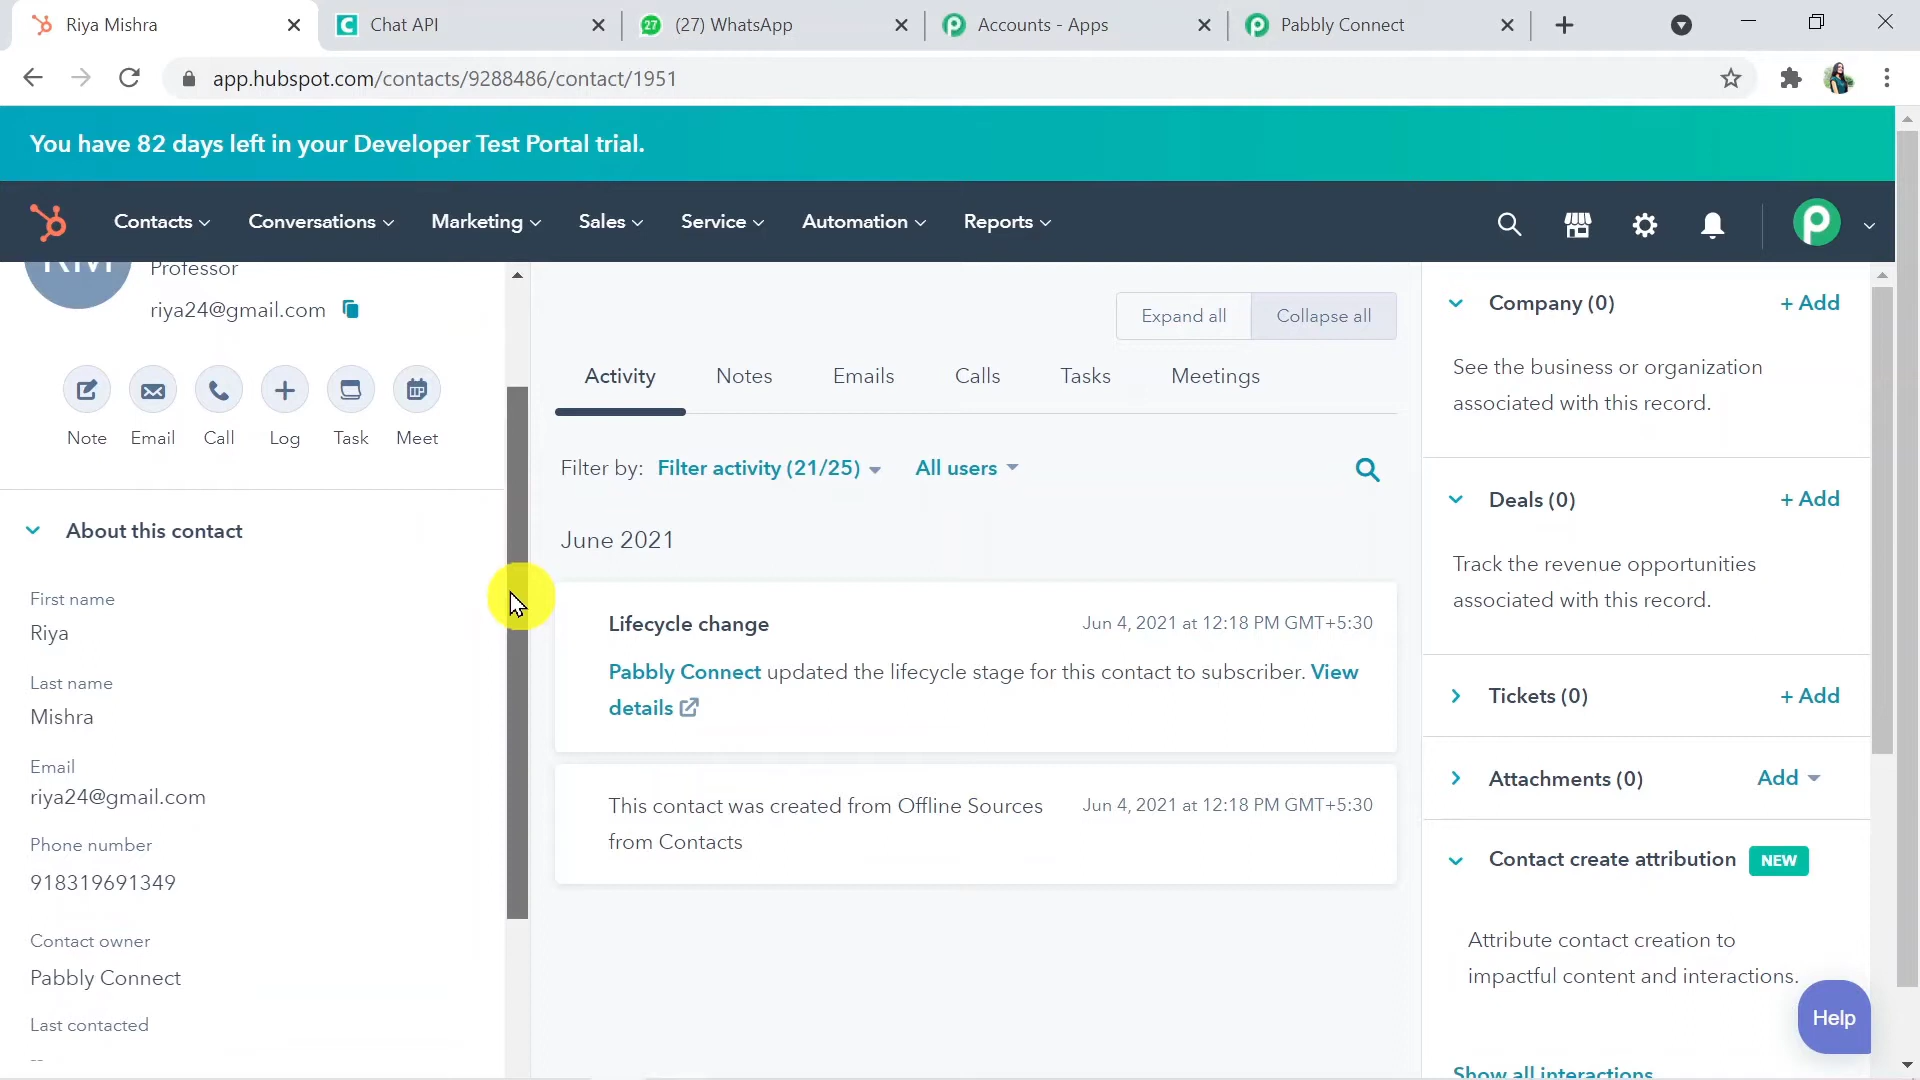 Riya Mishra
Chat API
27
(27) WhatsApp
Accounts - Apps
Pabbly Connect
app.hubspot.com/contacts/9288486/contact/1951
You have 82 days left in your Developer Test Portal trial.
Contacts
Conversations
Marketing
Sales
Service
Automation
Reports
RM
Professor
riya24@gmail.com
Note
Email
Call
Log
Task
Meet
About this contact
First name
Riya
Last name
Mishra
Email
riya24@gmail.com
Phone number
918319691349
Contact owner
Pabbly Connect
Last contacted
--
Expand all
Collapse all
Activity
Notes
Emails
Calls
Tasks
Meetings
Filter by: Filter activity (21/25) All users
June 2021
Lifecycle change
Jun 4, 2021 at 12:18 PM GMT+5:30
Pabbly Connect updated the lifecycle stage for this contact to subscriber. View
details
This contact was created from Offline Sources
from Contacts
Jun 4, 2021 at 12:18 PM GMT+5:30
Company (0)
+ Add
See the business or organization
associated with this record.
Deals (0)
+ Add
Track the revenue opportunities
associated with this record.
Tickets (0)
+ Add
Attachments (0)
Add
Contact create attribution
NEW
Attribute contact creation to
impactful content and interactions.
Show all interactions
Help